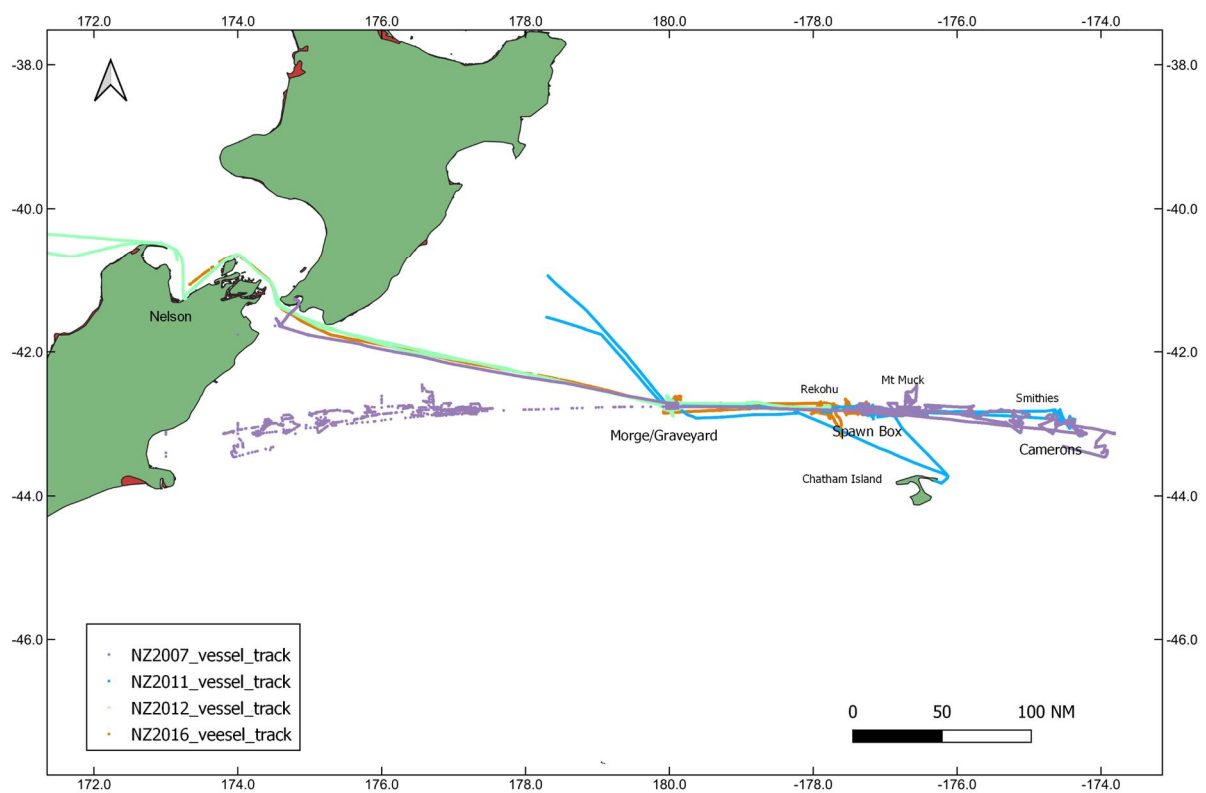 172.0 174.0 176.0 178.0 180.0 -178.0 -176.0 -174.0
-38.0 -38.0
-40.0 -40.0
Nelson
-42.0 -42.0
Rekohu Mt Muck
Smithies
Morge/Graveyard Spawn Box
Camerons
Chatham Island
-44.0 -44.0
-46.0 -46.0
NZ2007_vessel_track
NZ2011_vessel_track
NZ2012_vessel_track
NZ2016_veesel_track
0 50 100 NM
172.0 174.0 176.0 178.0 180.0 -178.0 -176.0 -174.0